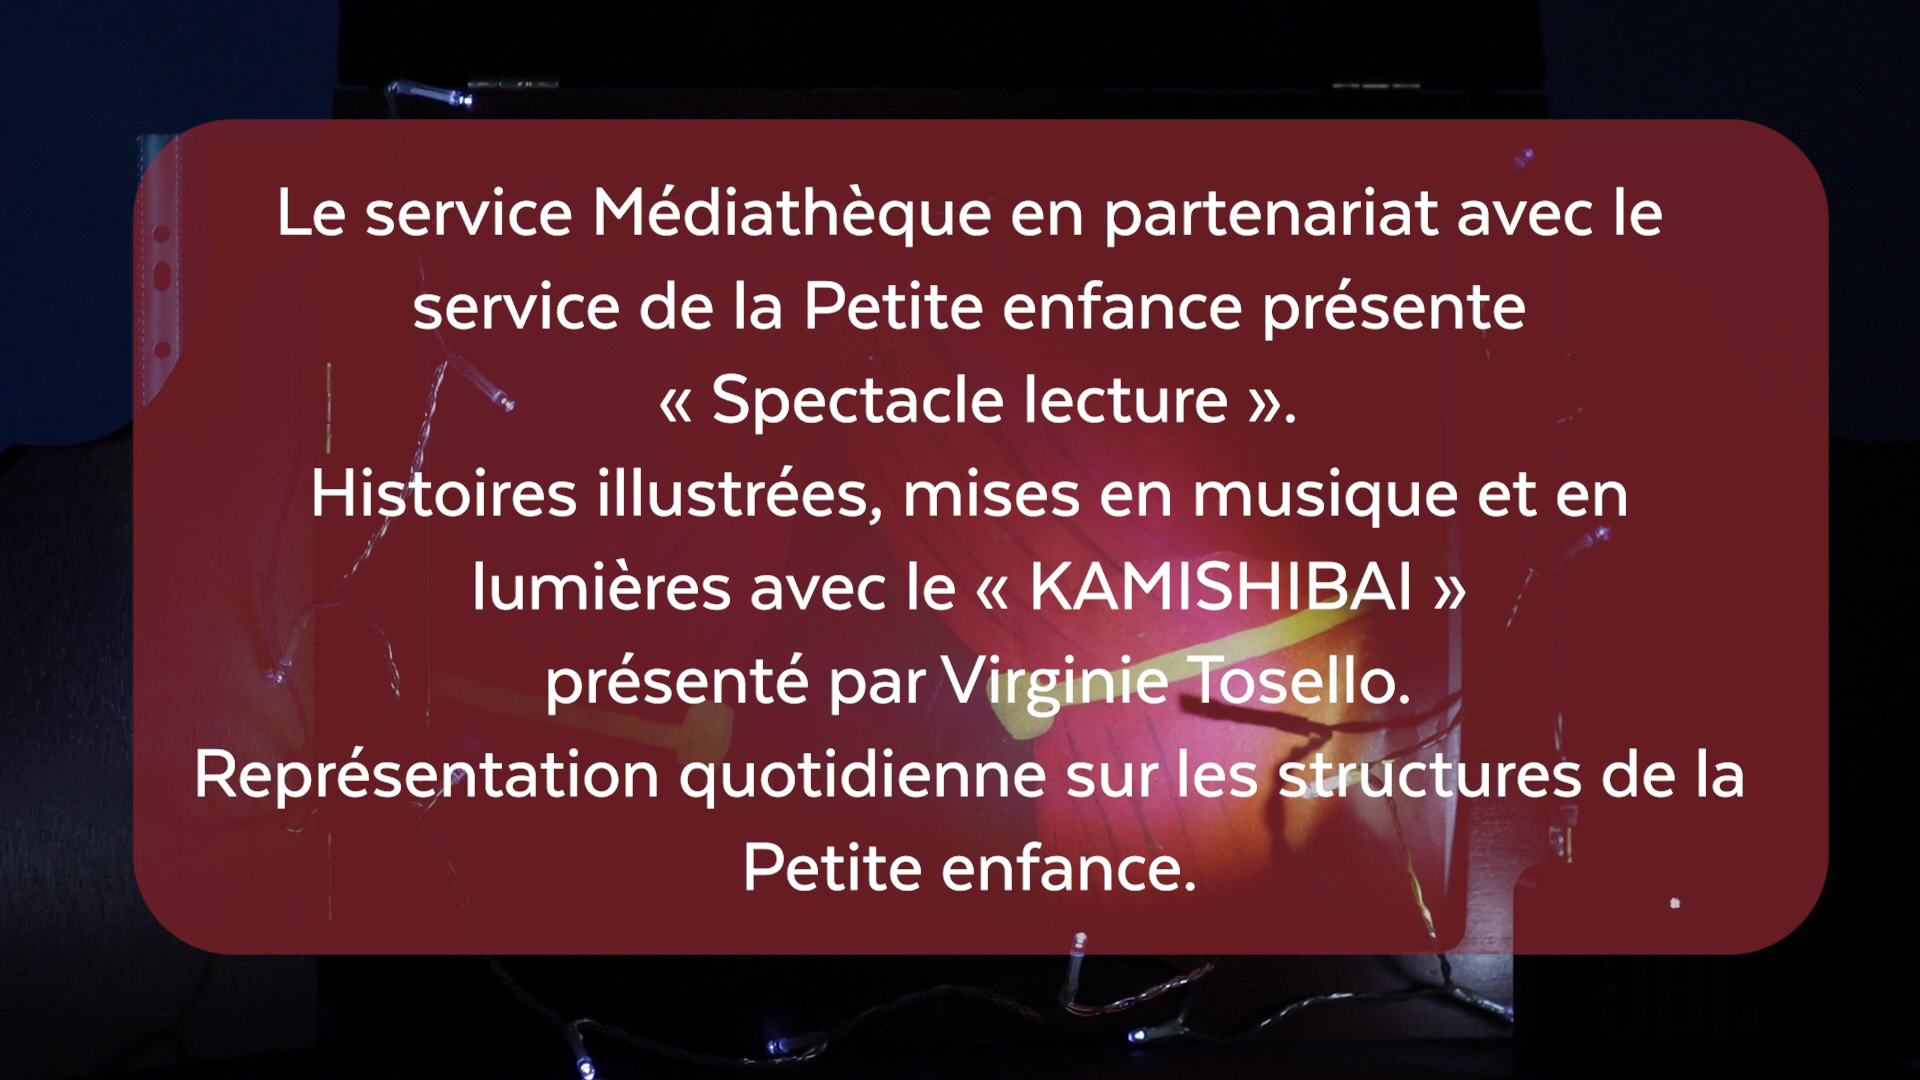 Le service Médiathèque en partenariat avec le
service de la Petite enfance présente
« Spectacle lecture ».
Histoires illustrées, mises en musique et en
lumières avec le « KAMISHIBAI »
présenté par Virginie Tosello.
Représentation quotidienne sur les structures de la
Petite enfance.